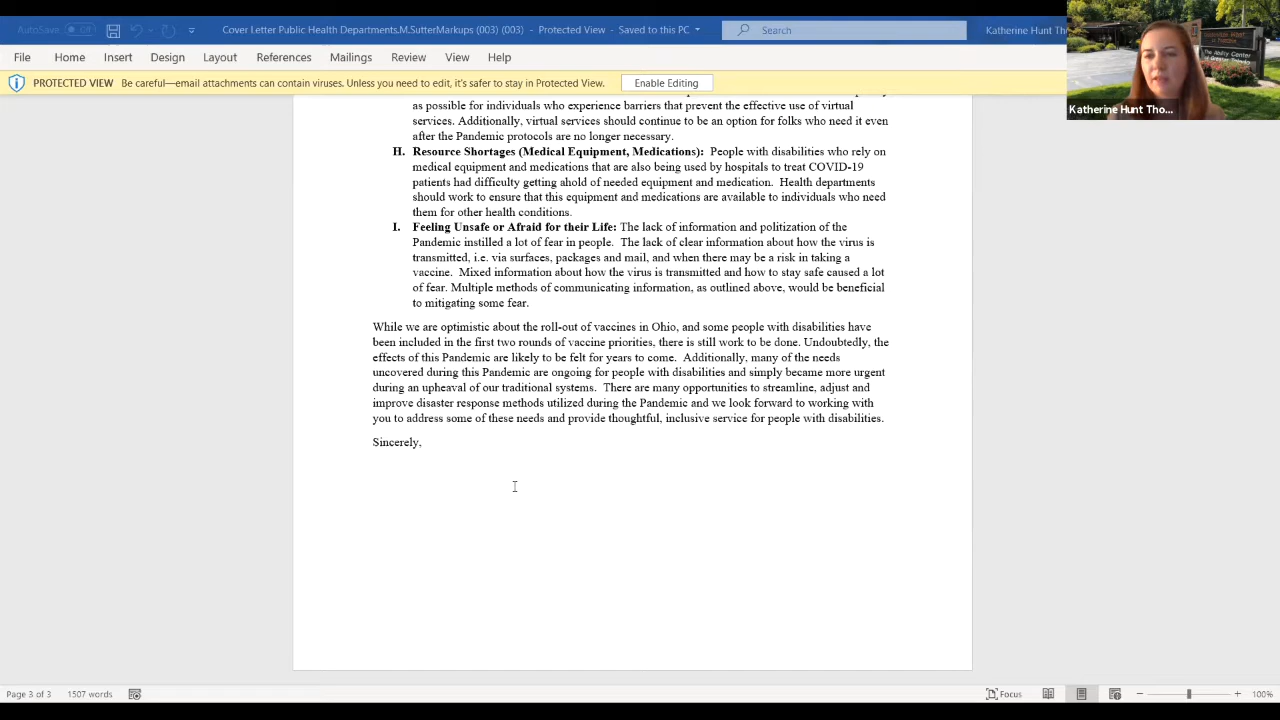 AutoSave Off
Cover Letter Public Health Departments.M.SutterMarkups (003) (003) - Protected View - Saved to this PC
Search
Katherine Hunt Tho
File Home Insert Design Layout References Mailings Review View Help
PROTECTED VIEW Be careful—email attachments can contain viruses. Unless you need to edit, it's safer to stay in Protected View. Enable Editing
The Ability Center
Katherine Hunt Tho...
as possible for individuals who experience barriers that prevent the effective use of virtual
services. Additionally, virtual services should continue to be an option for folks who need it even
after the Pandemic protocols are no longer necessary.
H. Resource Shortages (Medical Equipment, Medications): People with disabilities who rely on
medical equipment and medications that are also being used by hospitals to treat COVID-19
patients had difficulty getting ahold of needed equipment and medication. Health departments
should work to ensure that this equipment and medications are available to individuals who need
them for other health conditions.
I. Feeling Unsafe or Afraid for their Life: The lack of information and politization of the
Pandemic instilled a lot of fear in people. The lack of clear information about how the virus is
transmitted, i.e. via surfaces, packages and mail, and when there may be a risk in taking a
vaccine. Mixed information about how the virus is transmitted and how to stay safe caused a lot
of fear. Multiple methods of communicating information, as outlined above, would be beneficial
to mitigating some fear.
While we are optimistic about the roll-out of vaccines in Ohio, and some people with disabilities have
been included in the first two rounds of vaccine priorities, there is still work to be done. Undoubtedly, the
effects of this Pandemic are likely to be felt for years to come. Additionally, many of the needs
uncovered during this Pandemic are ongoing for people with disabilities and simply became more urgent
during an upheaval of our traditional systems. There are many opportunities to streamline, adjust and
improve disaster response methods utilized during the Pandemic and we look forward to working with
you to address some of these needs and provide thoughtful, inclusive service for people with disabilities.
Sincerely,
Page 3 of 3 1507 words
Focus
100%